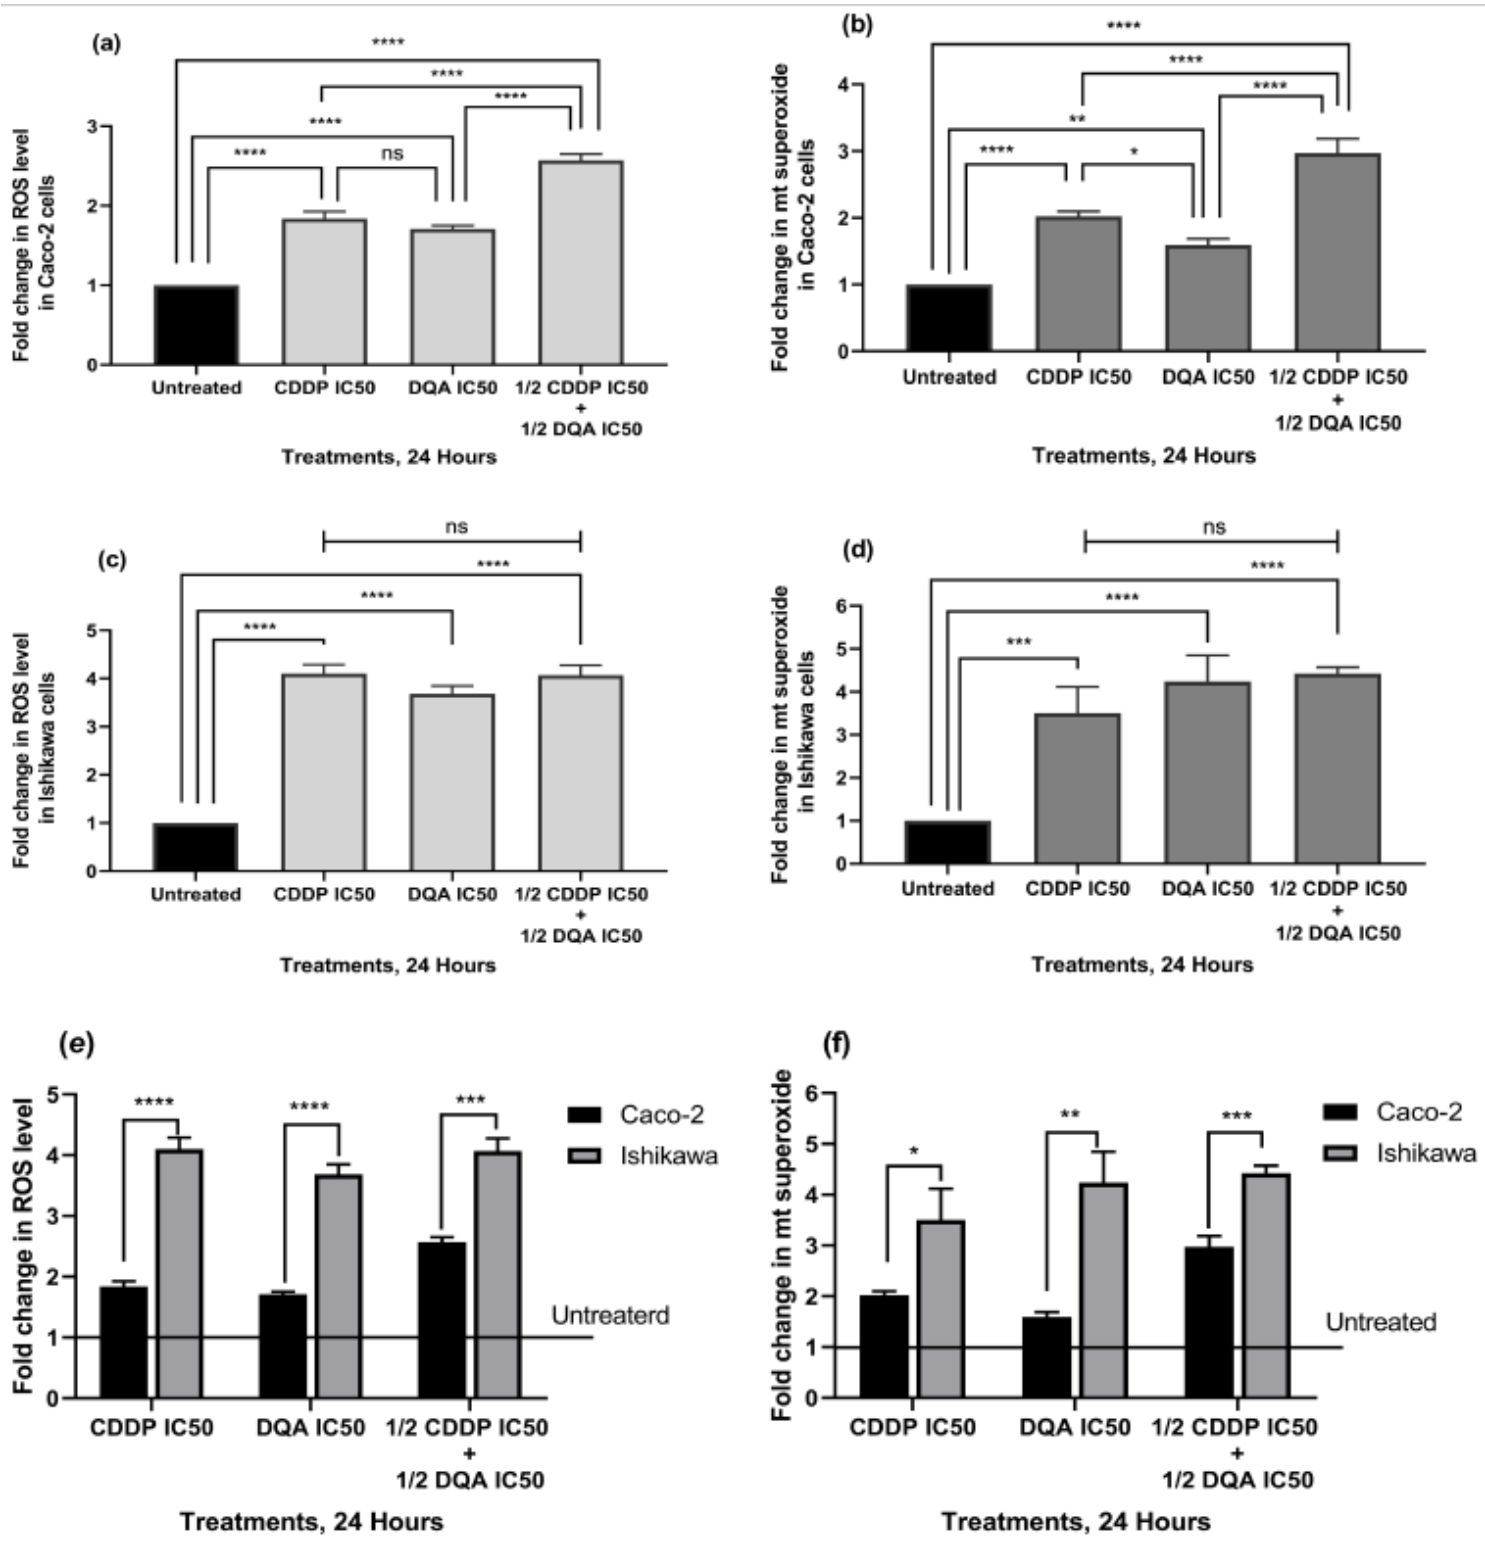 (a)
****
****
****
****
****
ns
Fold change in ROS level
in Caco-2 cells
3
2
1
0
Untreated
CDDP IC50
DQA IC50
1/2 CDDP IC50
+
1/2 DQA IC50
Treatments, 24 Hours
(b)
****
****
****
**
****
*
Fold change in mt superoxide
in Caco-2 cells
4
3
2
1
0
Untreated
CDDP IC50
DQA IC50
1/2 CDDP IC50
+
1/2 DQA IC50
Treatments, 24 Hours
(c)
ns
****
****
****
Fold change in ROS level
in Ishikawa cells
5
4
3
2
1
0
Untreated
CDDP IC50
DQA IC50
1/2 CDDP IC50
+
1/2 DQA IC50
Treatments, 24 Hours
(d)
ns
****
****
***
Fold change in mt superoxide
in Ishikawa cells
6
5
4
3
2
1
0
Untreated
CDDP IC50
DQA IC50
1/2 CDDP IC50
+
1/2 DQA IC50
Treatments, 24 Hours
(e)
****
****
***
Caco-2
Ishikawa
Untreaterd
Fold change in ROS level
5
4
3
2
1
0
CDDP IC50
DQA IC50
1/2 CDDP IC50
+
1/2 DQA IC50
Treatments, 24 Hours
(f)
*
**
***
Caco-2
Ishikawa
Untreated
Fold change in mt superoxide
6
5
4
3
2
1
0
CDDP IC50
DQA IC50
1/2 CDDP IC50
+
1/2 DQA IC50
Treatments, 24 Hours